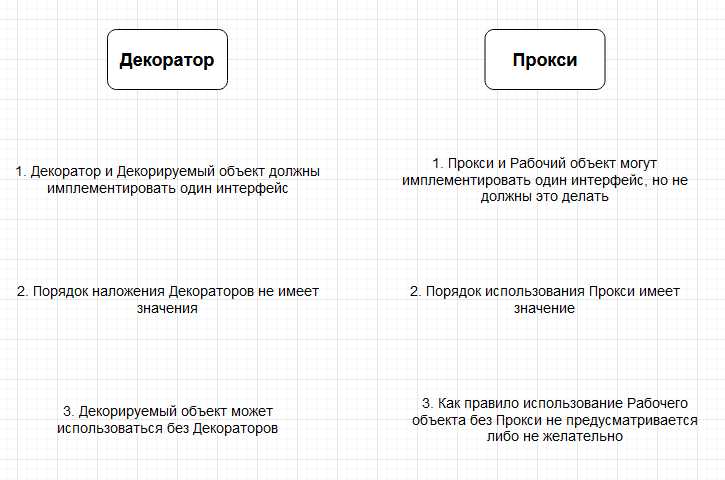 Декоратор
Прокси
1. Декоратор и Декорируемый объект должны
имплементировать один интерфейс
1. Прокси и Рабочий объект могут
имплементировать один интерфейс, но не
должны это делать
2. Порядок наложения Декораторов не имеет
значения
2. Порядок использования Прокси имеет
значение
3. Декорируемый объект может
использоваться без Декораторов
3. Как правило использование Рабочего
объекта без Прокси не предусматривается
либо не желательно